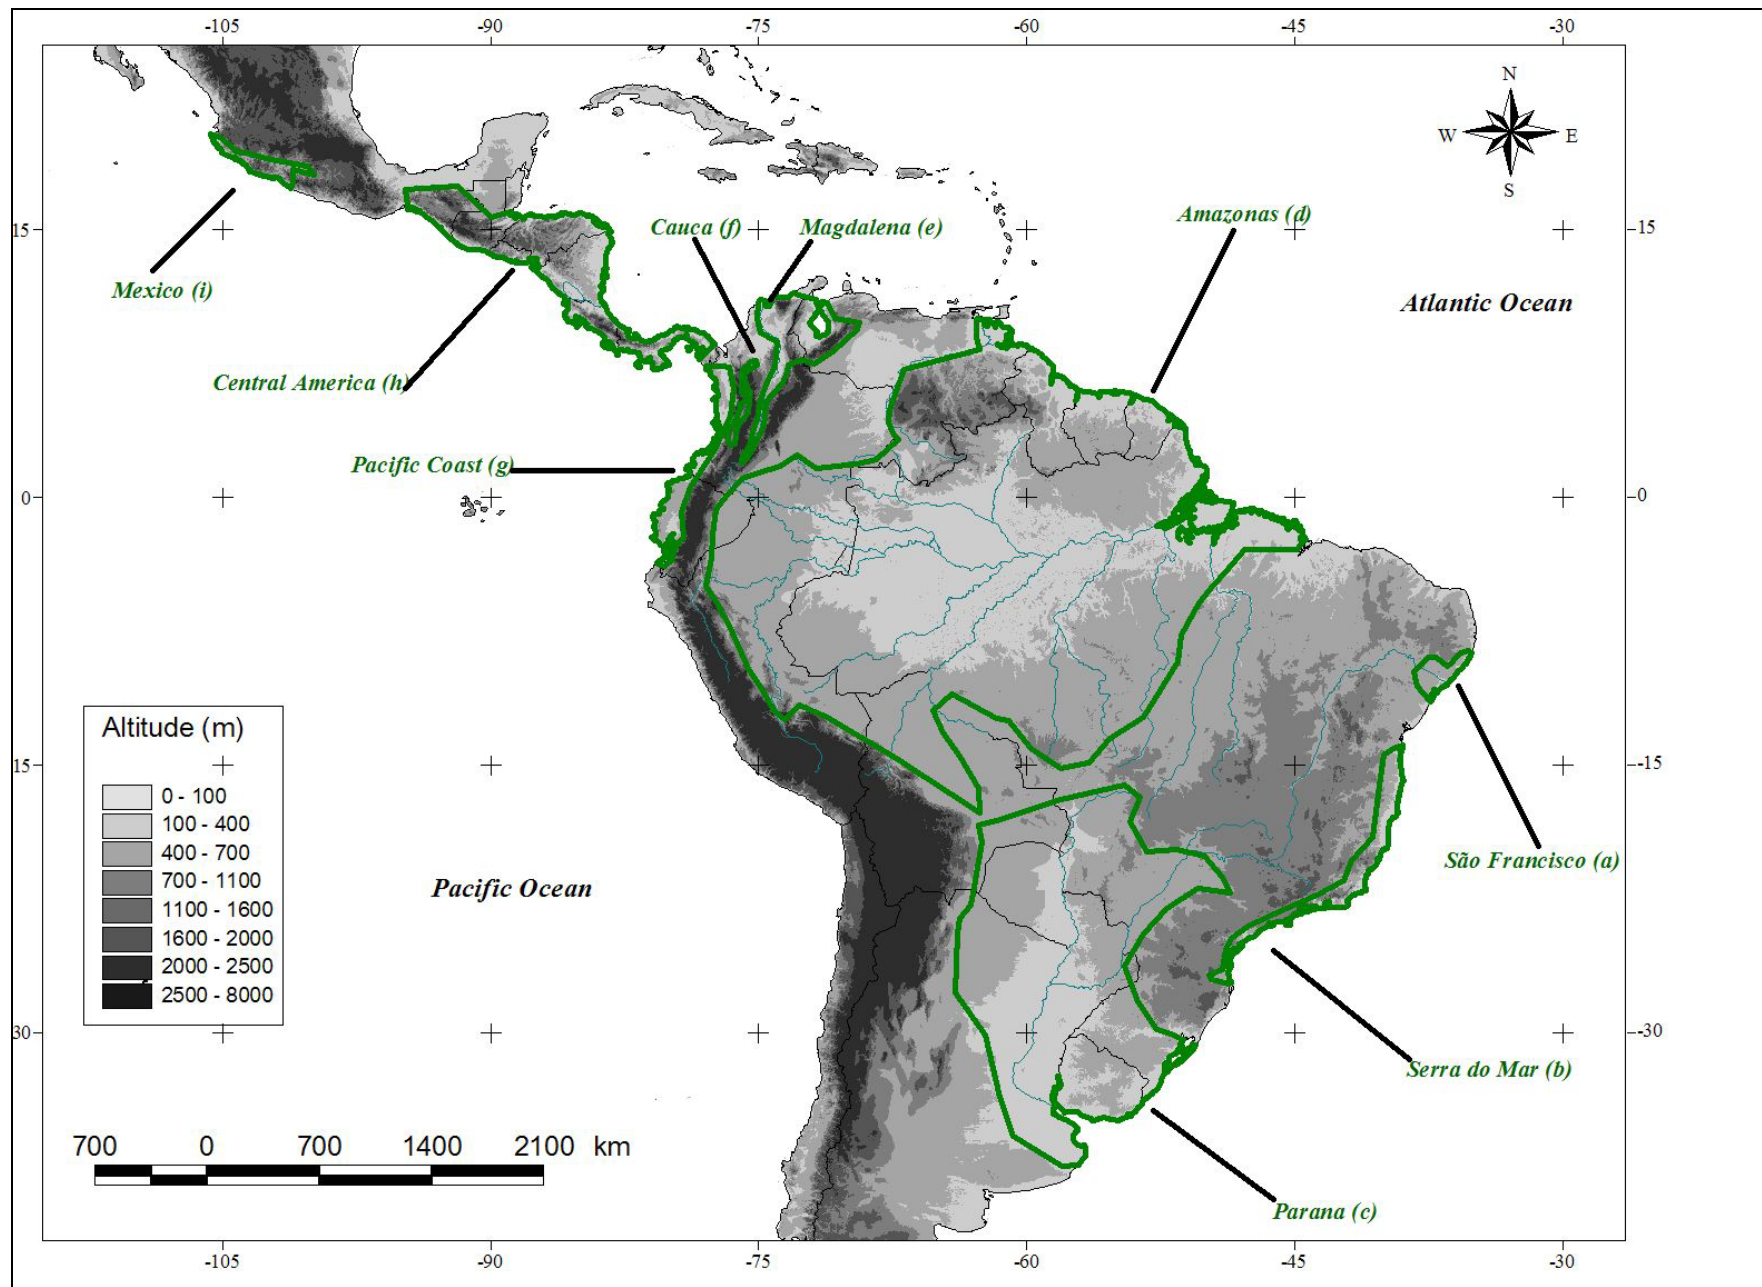 -105 -90 -75 -60 -45 -30
N
W E
S
15 -15
Cauca (f) Magdalena (e) Amazonas (d)
Mexico (i)
Atlantic Ocean
Central America (h)
Pacific Coast (g)
0 -0
Altitude (m)
0 - 100
100 - 400
400 - 700
700 - 1100
1100 - 1600
1600 - 2000
2000 - 2500
2500 - 8000
15 -15
São Francisco (a)
Pacific Ocean
30 -30
Serra do Mar (b)
700 0 700 1400 2100 km
Parana (c)
-105 -90 -75 -60 -45 -30